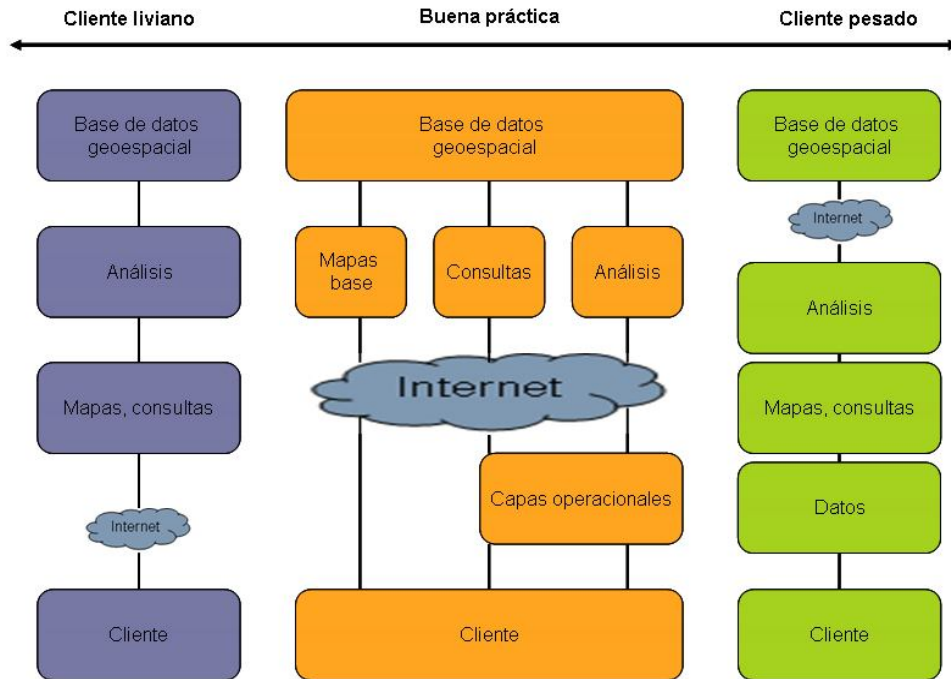 Cliente liviano
Buena práctica
Cliente pesado
Base de datos
geoespacial
Análisis
Mapas, consultas
Internet
Cliente
Base de datos
geoespacial
Mapas
base
Consultas
Análisis
Internet
Capas operacionales
Cliente
Base de datos
geoespacial
Internet
Análisis
Mapas, consultas
Datos
Cliente